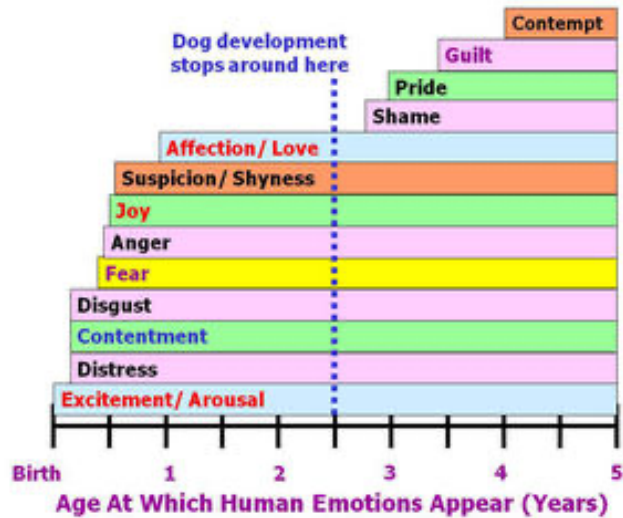 Contempt
Dog development
stops around here
Guilt
Pride
Shame
Affection/ Love
Suspicion/ Shyness
Joy
Anger
Fear
Disgust
Contentment
Distress
Excitement/ Arousal
Birth 1 2 3 4 5
Age At Which Human Emotions Appear (Years)